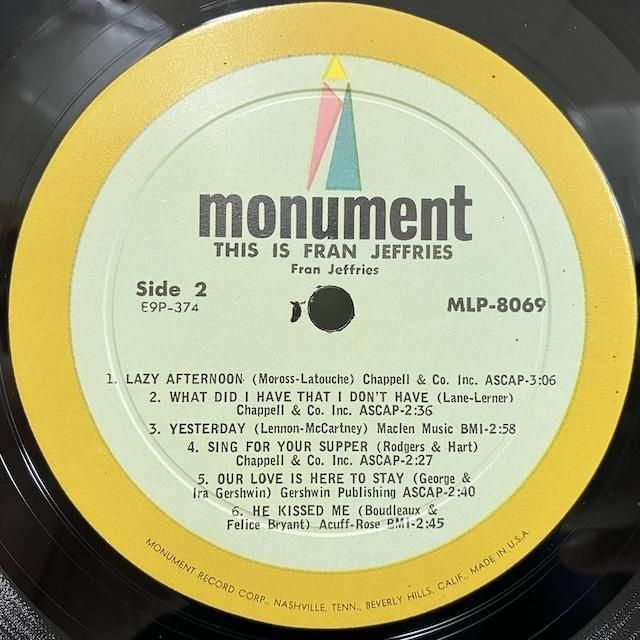 monument
THIS IS FRAN JEFFRIES
Fran Jeffries
Side 2
E9P-374
MLP-8069
1. LAZY AFTERNOON (Moross-Latouche) Chappell & Co. Inc. ASCAP-3:06
2. WHAT DID I HAVE THAT I DON'T HAVE (Lane-Lerner)
Chappell & Co. Inc. ASCAP-2:36
3. YESTERDAY (Lennon-McCartney) Maclen Music BMI-2:58
4. SING FOR YOUR SUPPER (Rodgers & Hart)
Chappell & Co. Inc. ASCAP-2:27
5. OUR LOVE IS HERE TO STAY (George &
Ira Gershwin) Gershwin Publishing ASCAP-2:40
6. HE KISSED ME (Boudleaux &
Felice Bryant) Acuff-Rose BMI-2:45
MONUMENT RECORD CORP., NASHVILLE, TENN., BEVERLY HILLS, CALIF., MADE IN U.S.A.